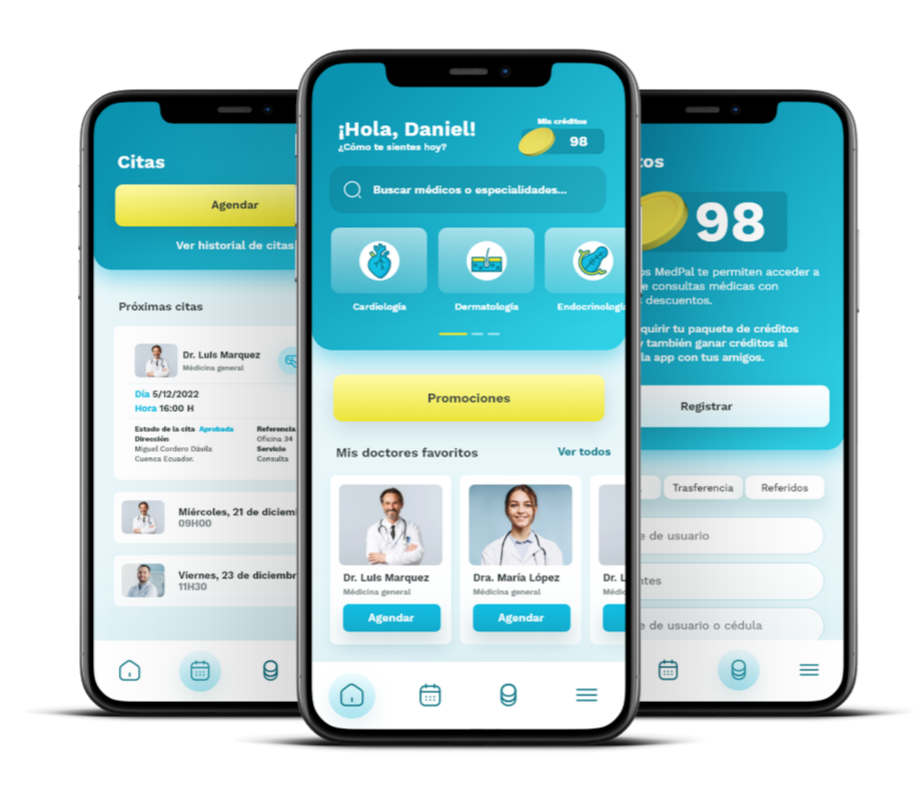 Citas
Agendar
Ver historial de citas
Próximas citas
Dr. Luis Marquez
Médicina general
Día 5/12/2022
Hora 16:00 H
Estado de la cita Aprobada
Dirección
Miguel Cordero Dávila
Cuenca Ecuador.
Referencia
Oficina 34
Servicio
Consulta
Miércoles, 21 de diciem
09H00
Viernes, 23 de diciembr
11H30
¡Hola, Daniel!
¿Cómo te sientes hoy?
Mis créditos
98
Buscar médicos o especialidades...
Cardiología
Dermatología
Endocrinología
Promociones
Mis doctores favoritos
Ver todos
Dr. Luis Marquez
Médicina general
Agendar
Dra. María López
Médicina general
Agendar
Dr. L
Médic
tos
98
os MedPal te permiten acceder a
e consultas médicas con
descuentos.
quirir tu paquete de créditos
y también ganar créditos al
la app con tus amigos.
Registrar
Trasferencia
Referidos
e de usuario
ntes
e de usuario o cédula